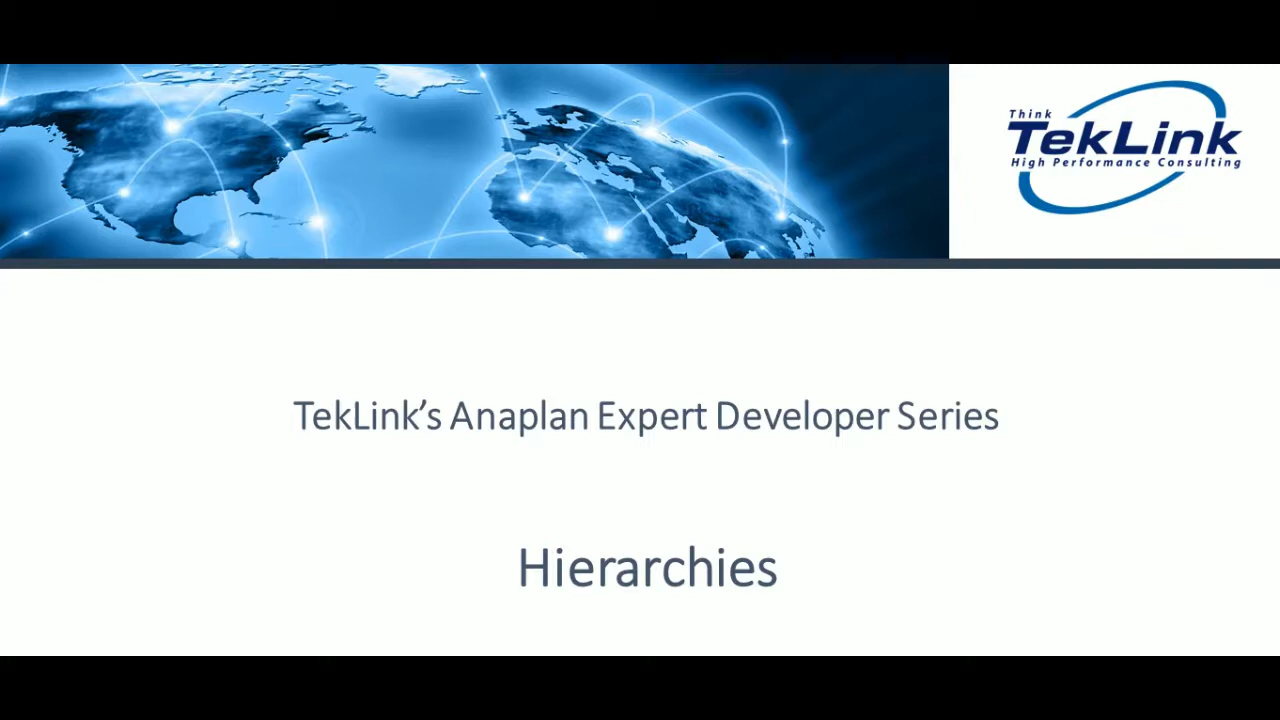 Think
TekLink
High Performance Consulting
TekLink’s Anaplan Expert Developer Series
Hierarchies